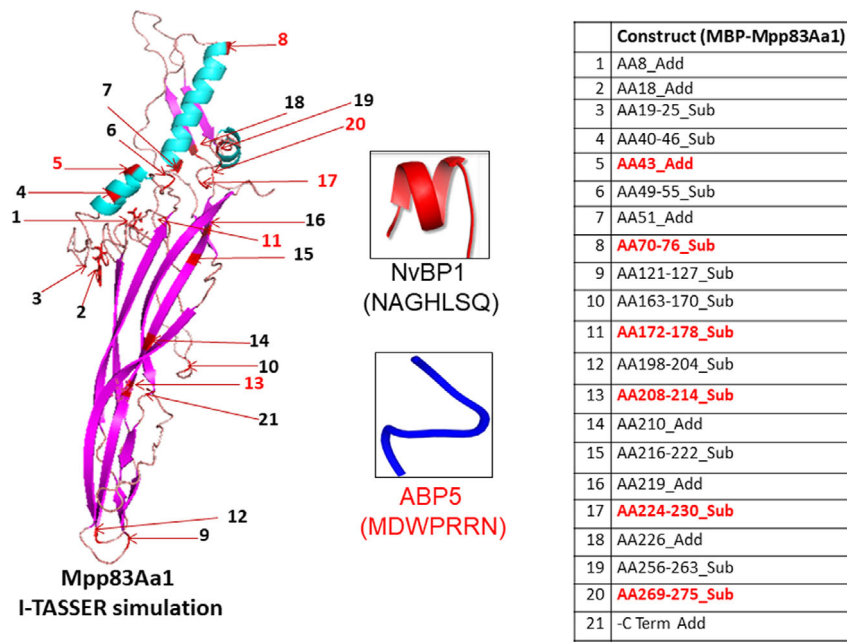 8
7
18
19
6
20
5
17
4
1
16
11
15
3
2
14
10
13
21
12
9
Mpp83Aa1
I-TASSER simulation
NvBP1
(NAGHLSQ)
ABP5
(MDWPRRN)
Construct (MBP-Mpp83Aa1)
1 AA8_Add
2 AA18_Add
3 AA19-25_Sub
4 AA40-46_Sub
5 AA43_Add
6 AA49-55_Sub
7 AA51_Add
8 AA70-76_Sub
9 AA121-127_Sub
10 AA163-170_Sub
11 AA172-178_Sub
12 AA198-204_Sub
13 AA208-214_Sub
14 AA210_Add
15 AA216-222_Sub
16 AA219_Add
17 AA224-230_Sub
18 AA226_Add
19 AA256-263_Sub
20 AA269-275_Sub
21 -C Term_Add